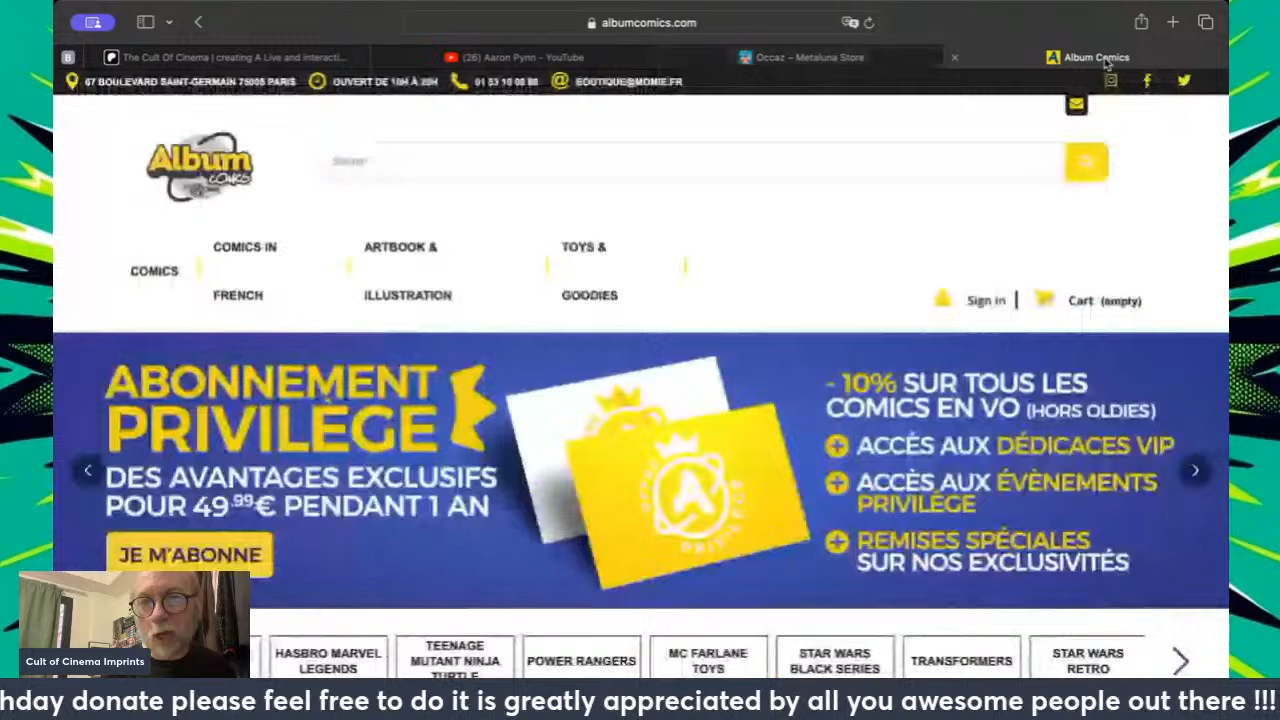 albumcomics.com
The Cult Of Cinema | creating A Live and interacti...
(26) Aaron Pynn - YouTube
Occaz – Metaluna Store
Album Comics
67 BOULEVARD SAINT-GERMAIN 75005 PARIS
OUVERT DE 10H À 20H
01 53 10 00 60
Album
COMICS
COMICS
COMICS IN
FRENCH
ARTBOOK &
ILLUSTRATION
TOYS &
GOODIES
Sign in |
Cart (empty)
ABONNEMENT
PRIVILÈGE
DES AVANTAGES EXCLUSIFS
POUR 49.99€ PENDANT 1 AN
JE M'ABONNE
PRIVILEGE
- 10% SUR TOUS LES
COMICS EN VO (HORS OLDIES)
ACCÈS AUX DÉDICACES VIP
ACCÈS AUX ÉVÈNEMENTS
PRIVILÈGE
REMISES SPÉCIALES
SUR NOS EXCLUSIVITÉS
HASBRO MARVEL
LEGENDS
TEENAGE
MUTANT NINJA
TURTLE
POWER RANGERS
MC FARLANE
TOYS
STAR WARS
BLACK SERIES
TRANSFORMERS
STAR WARS
RETRO
Cult of Cinema Imprints
hday donate please feel free to do it is greatly appreciated by all you awesome people out there !!!